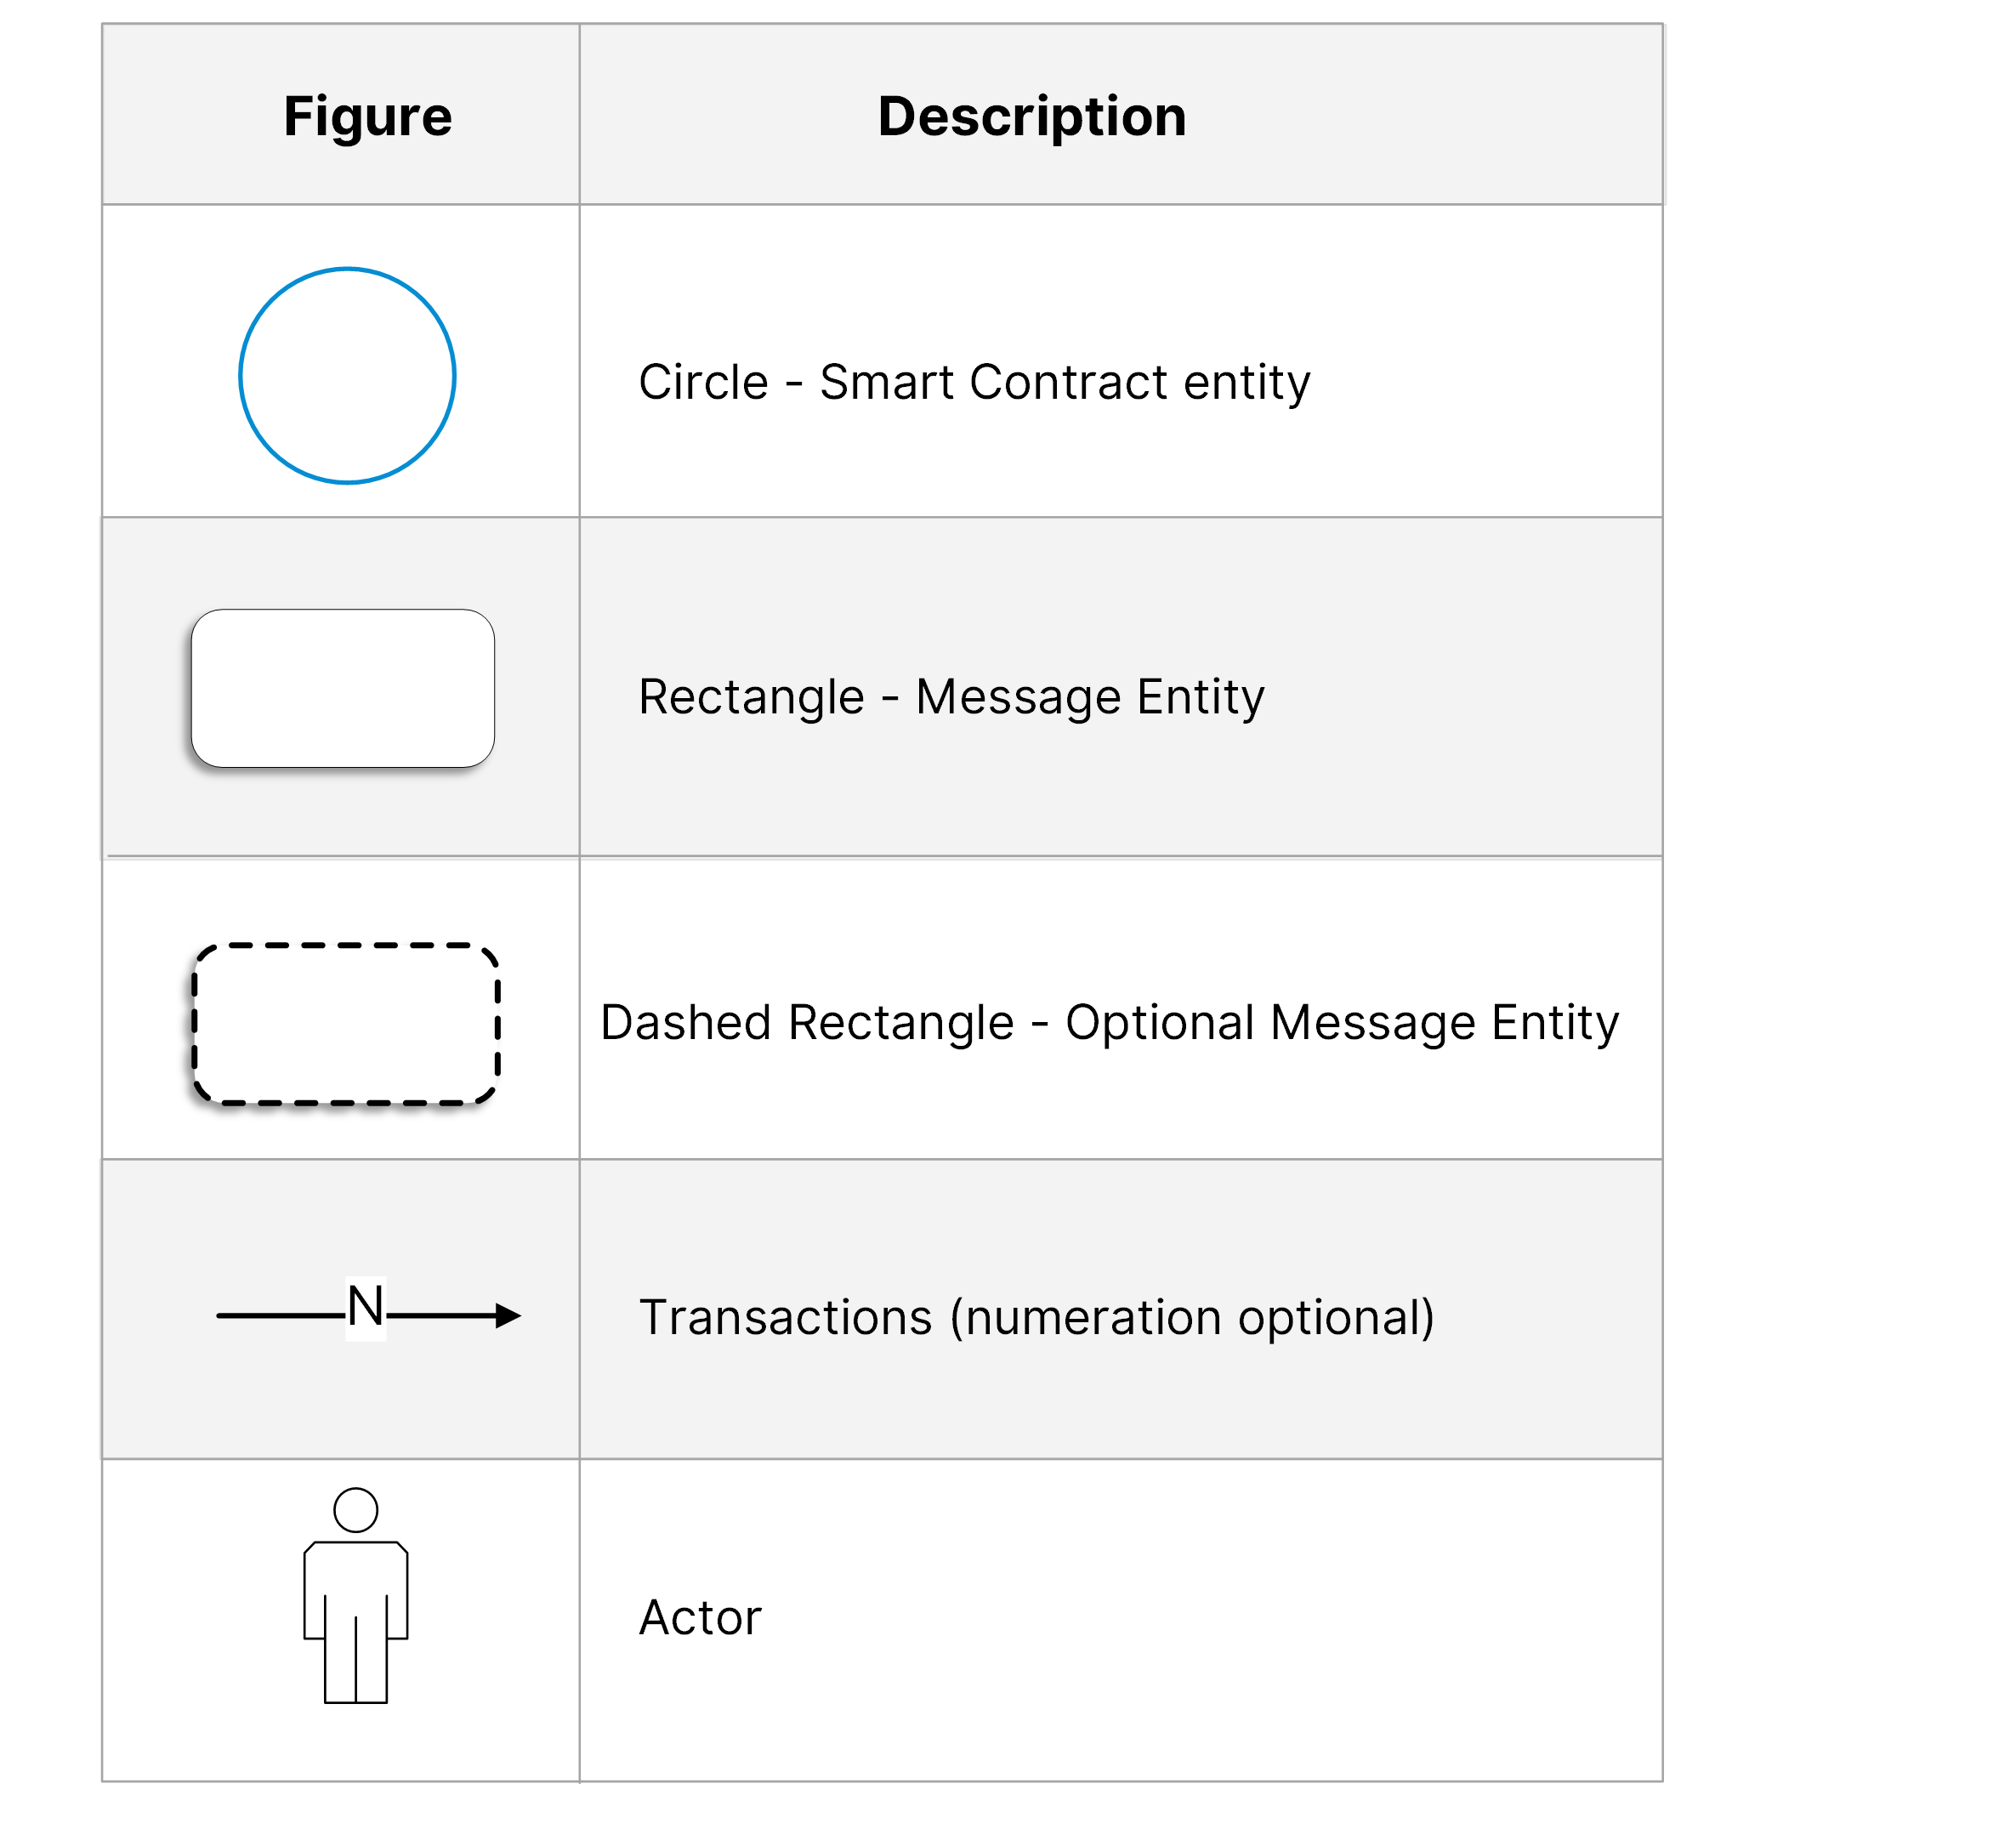 Figure
Description
Circle - Smart Contract entity
Rectangle - Message Entity
Dashed Rectangle - Optional Message Entity
N
Transactions (numeration optional)
Actor